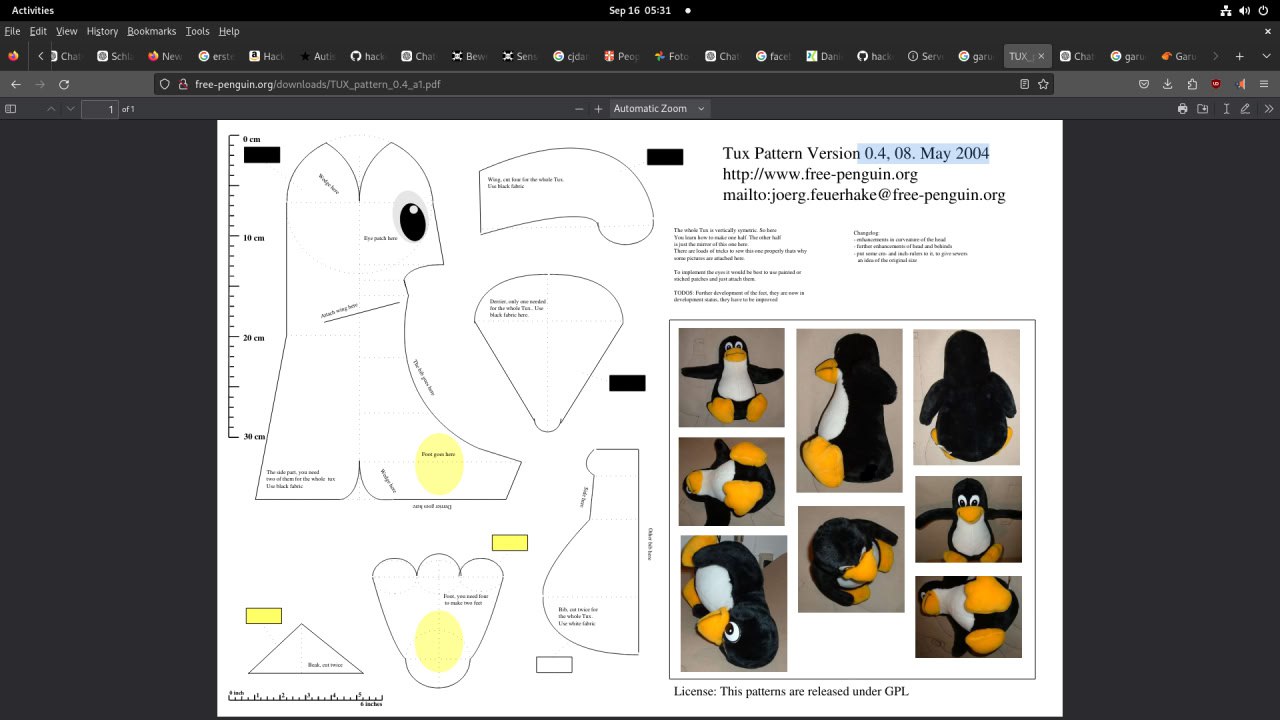 Activities
Sep 16 05:31
File Edit View History Bookmarks Tools Help
Chat Schla New erste Hack Autis hacke Chat Bewe Sens garu cjdar Peop Foto Chat facel Dani hacke Serve garu TUX_p Chat garu Garu
free-penguin.org/downloads/TUX_pattern_0.4_a1.pdf
1 of 1
Automatic Zoom
0 cm
10 cm
20 cm
30 cm
Wedge here
Eye patch here
Attach wing here
The bib goes here
Foot goes here
The side part, you need
two of them for the whole tux
Use black fabric
Wedge here
Derrier goes here
Wing, cut four for the whole Tux.
Use black fabric
Derrier, only one needed
for the whole Tux. Use
black fabric here.
Side here
Other bib here
Bib, cut twice for
the whole Tux.
Use white fabric
Foot, you need four
to make two feet
Beak, cut twice
0 inch 1 2 3 4 5
6 inches
Tux Pattern Version 0.4, 08. May 2004
http://www.free-penguin.org
mailto:joerg.feuerhake@free-penguin.org
The whole Tux is vertically symetric. So here
You learn how to make one half. The other half
is just the mirror of this one here.
There are loads of tricks to sew this one properly thats why
some pictures are attached here.
To implement the eyes it would be best to use painted or
stiched patches and just attach them.
TODOS: Further development of the feet, they are now in
development status, they have to be improved
Changelog:
- enhancements in curveature of the head
- further enhancements of head and behinds
- put some cm- and inch-rulers to it, to give sewers
an idea of the original size
License: This patterns are released under GPL